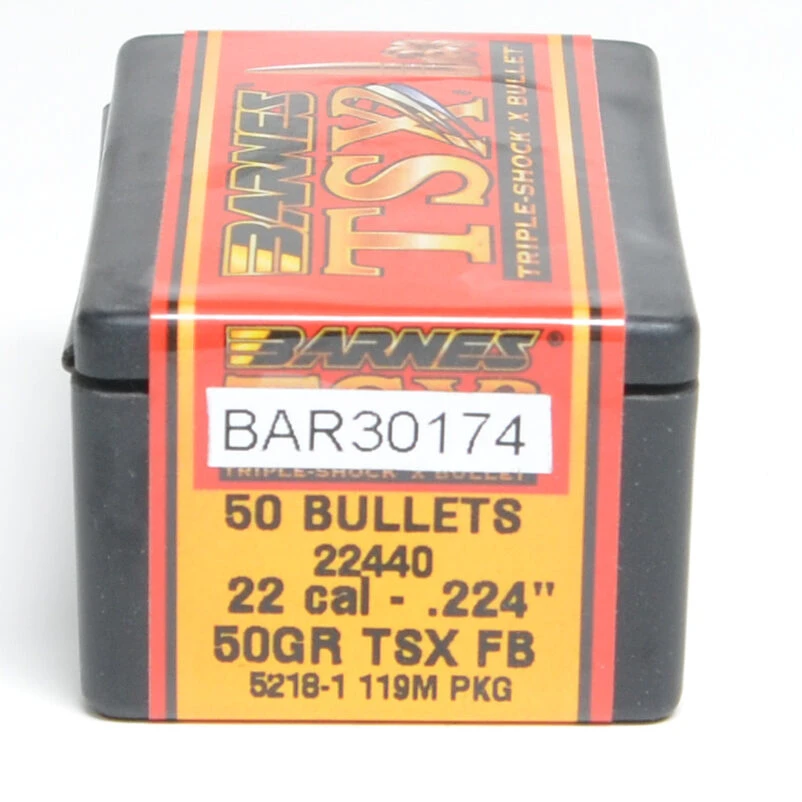 BARNES
TSX
TRIPLE-SHOCK X BULLET
BARNES®
BAR30174
TRIPLE-SHOCK X BULLET
50 BULLETS
22440
22 cal - .224"
50GR TSX FB
5218-1 119M PKG